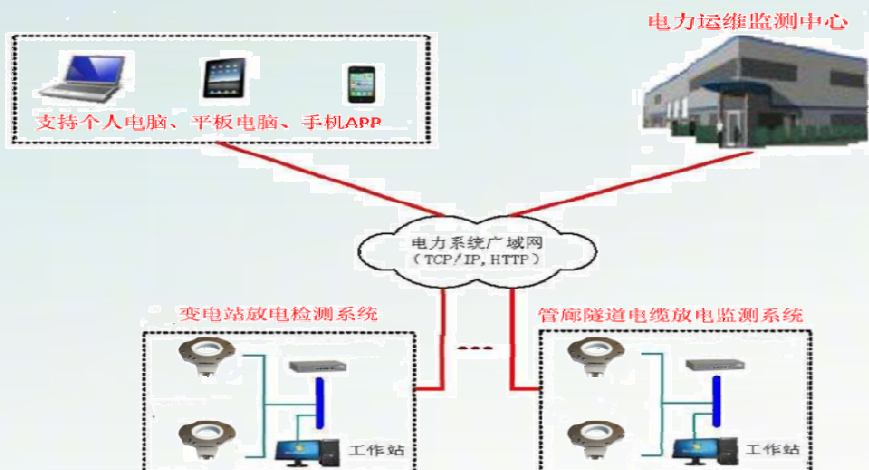 电力运维监测中心
支持个人电脑、平板电脑、手机APP
电力系统广域网
（TCP/IP,HTTP）
变电站放电检测系统
管廊隧道电缆放电监测系统
工作站
工作站